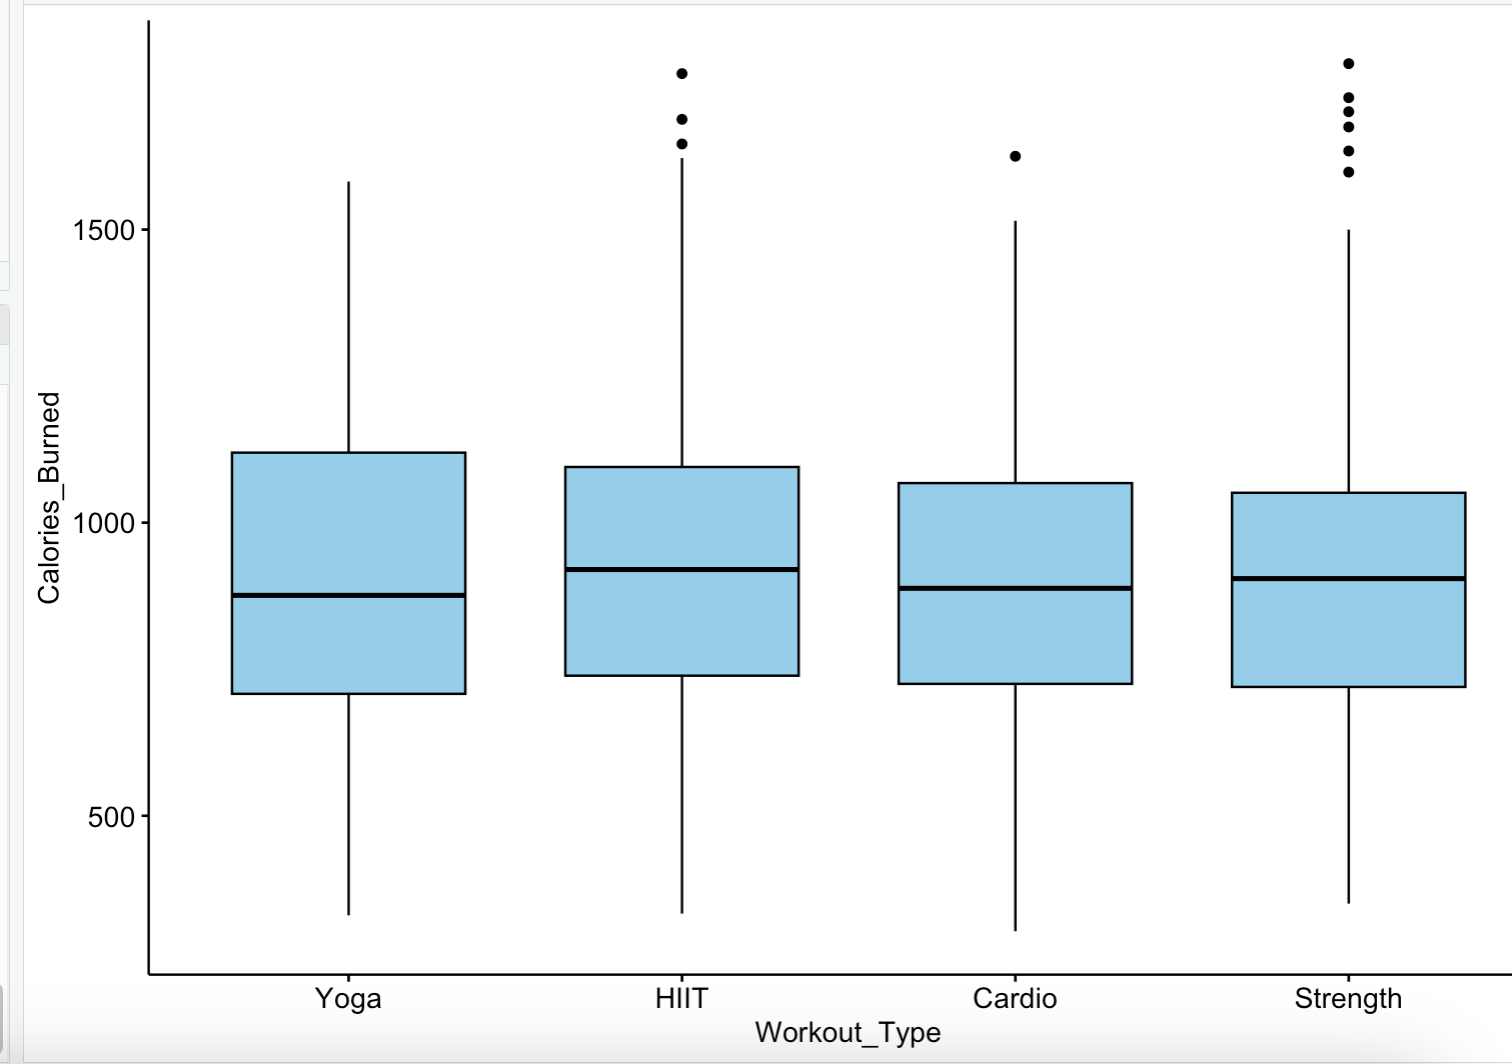 Calories_Burned
1500
1000
500
Yoga
HIIT
Cardio
Strength
Workout_Type